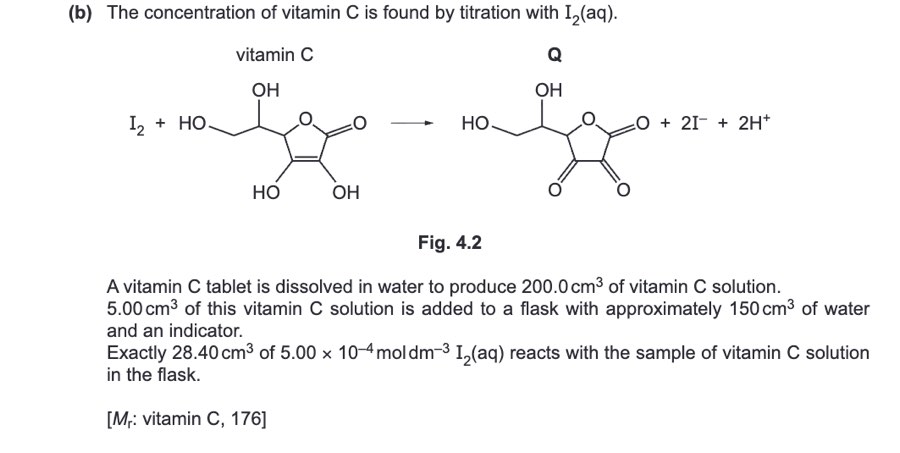 (b) The concentration of vitamin C is found by titration with I₂(aq).
vitamin C
Q
OH
OH
I₂ + HO
O
O
HO
O
O + 2I⁻ + 2H⁺
HO
OH
O
O
Fig. 4.2
A vitamin C tablet is dissolved in water to produce 200.0 cm³ of vitamin C solution.
5.00 cm³ of this vitamin C solution is added to a flask with approximately 150 cm³ of water
and an indicator.
Exactly 28.40 cm³ of 5.00 × 10⁻⁴ mol dm⁻³ I₂(aq) reacts with the sample of vitamin C solution
in the flask.
[Mᵣ: vitamin C, 176]